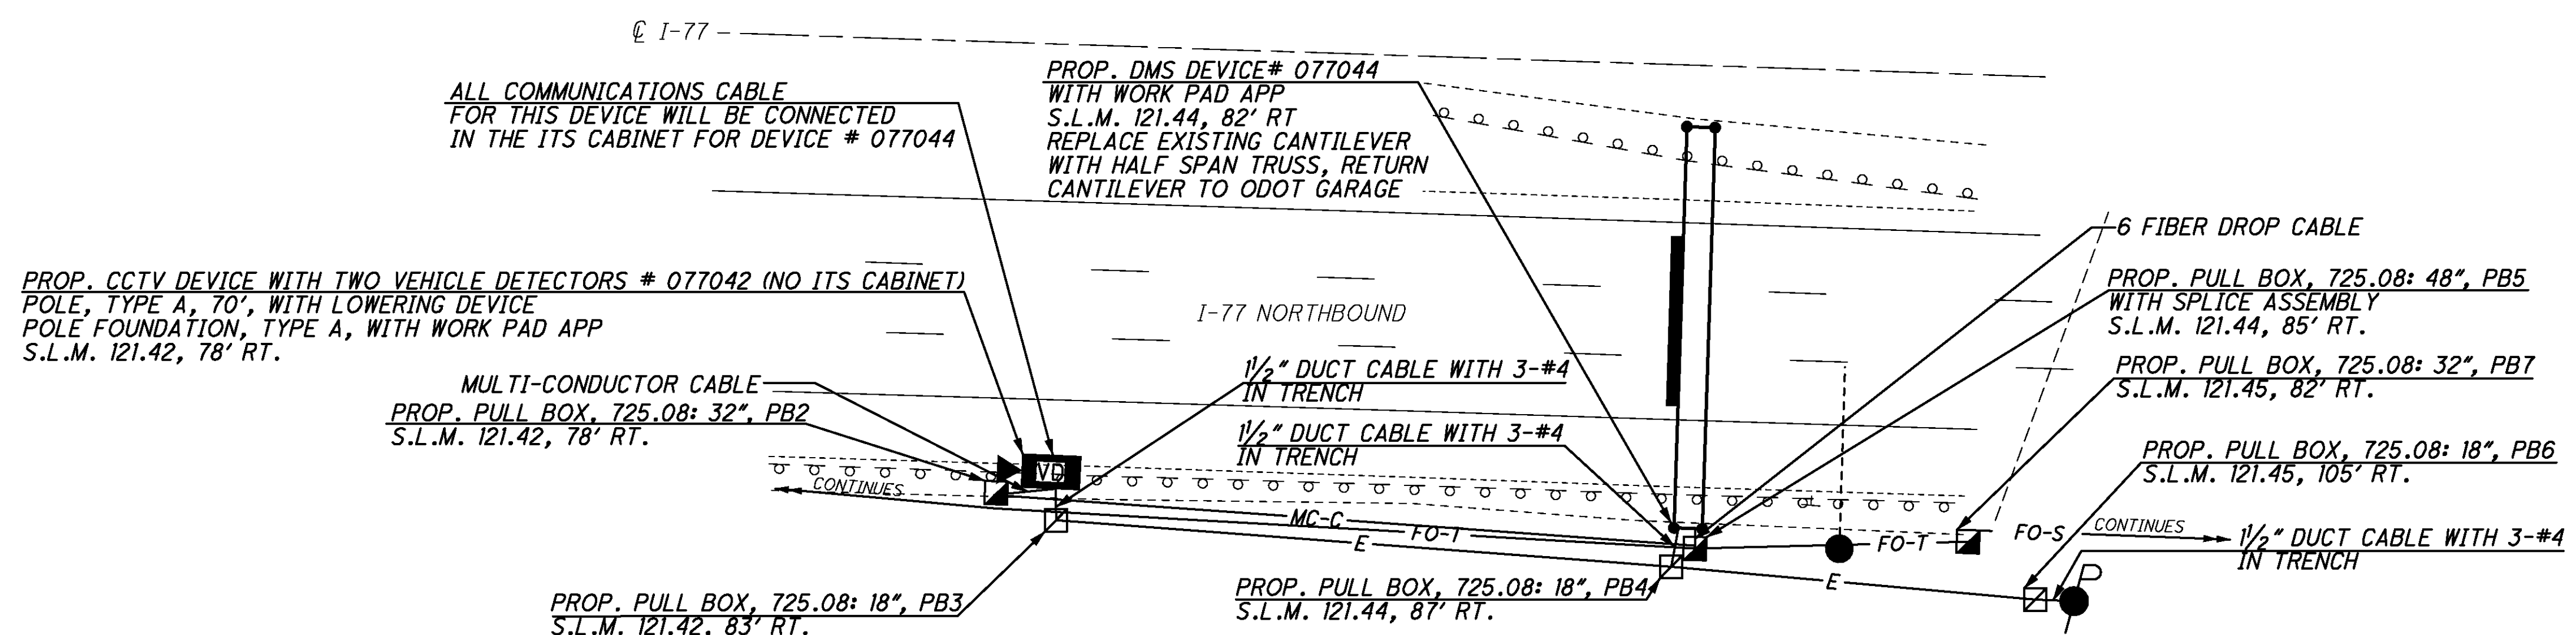 ℄ I-77
ALL COMMUNICATIONS CABLE
FOR THIS DEVICE WILL BE CONNECTED
IN THE ITS CABINET FOR DEVICE # 077044
PROP. DMS DEVICE# 077044
WITH WORK PAD APP
S.L.M. 121.44, 82' RT
REPLACE EXISTING CANTILEVER
WITH HALF SPAN TRUSS, RETURN
CANTILEVER TO ODOT GARAGE
6 FIBER DROP CABLE
PROP. PULL BOX, 725.08: 48", PB5
WITH SPLICE ASSEMBLY
S.L.M. 121.44, 85' RT.
PROP. CCTV DEVICE WITH TWO VEHICLE DETECTORS # 077042 (NO ITS CABINET)
POLE, TYPE A, 70', WITH LOWERING DEVICE
POLE FOUNDATION, TYPE A, WITH WORK PAD APP
S.L.M. 121.42, 78' RT.
I-77 NORTHBOUND
1½" DUCT CABLE WITH 3-#4
IN TRENCH
PROP. PULL BOX, 725.08: 32", PB7
S.L.M. 121.45, 82' RT.
MULTI-CONDUCTOR CABLE
PROP. PULL BOX, 725.08: 32", PB2
S.L.M. 121.42, 78' RT.
1½" DUCT CABLE WITH 3-#4
IN TRENCH
PROP. PULL BOX, 725.08: 18", PB6
S.L.M. 121.45, 105' RT.
VD
CONTINUES
MC-C
FO-T
E
FO-T
FO-S
CONTINUES
1½" DUCT CABLE WITH 3-#4
IN TRENCH
E
P
PROP. PULL BOX, 725.08: 18", PB4
S.L.M. 121.44, 87' RT.
PROP. PULL BOX, 725.08: 18", PB3
S.L.M. 121.42, 83' RT.